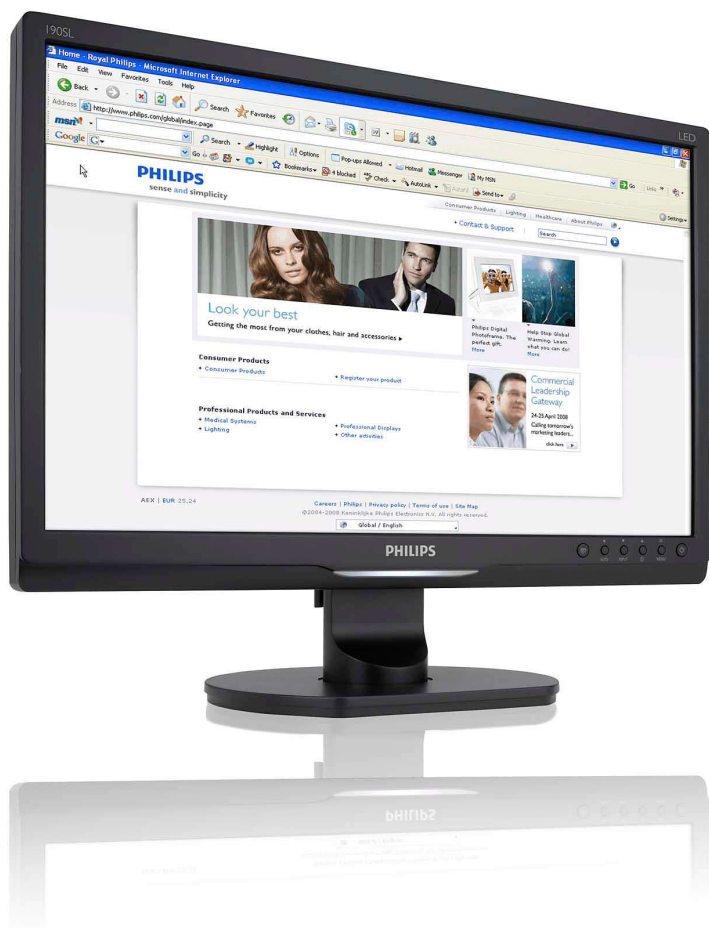 190SL
LED
Home - Royal Philips - Microsoft Internet Explorer
File Edit View Favorites Tools Help
Back Search Favorites
Address http://www.philips.com/global/index.page Go Links »
msn Search Highlight Options Pop-ups Allowed Hotmail Messenger My MSN
Google G Go Bookmarks 4 blocked Check AutoLink AutoFill Send to Settings
PHILIPS
sense and simplicity
Consumer Products | Lighting | Healthcare | About Philips
Contact & Support
Search
Look your best
Getting the most from your clothes, hair and accessories
Philips Digital
Photoframe. The
perfect gift.
More
Help Stop Global
Warming. Learn
what you can do!
More
Consumer Products
Consumer Products
Register your product
Commercial
Leadership
Gateway
24-25 April 2008
Calling tomorrow's
marketing leaders...
click here
Professional Products and Services
Medical Systems
Professional Displays
Lighting
Other activities
AEX | EUR 25,24
Careers | Philips | Privacy policy | Terms of use | Site Map
©2004-2008 Koninklijke Philips Electronics N.V. All rights reserved.
Global / English
PHILIPS
AUTO INPUT MENU